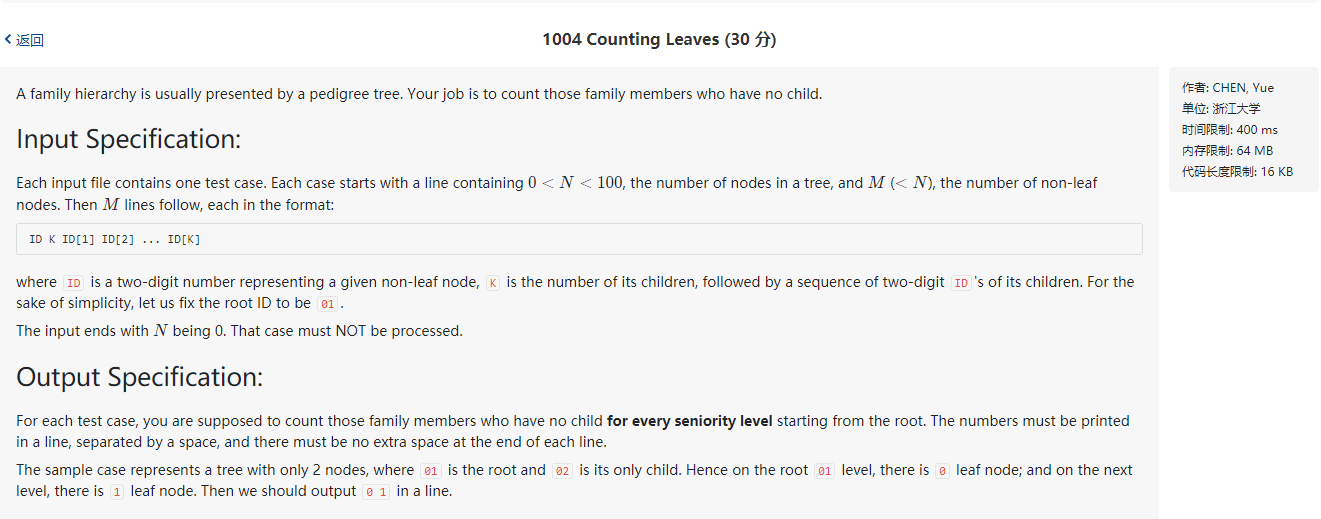 返回
1004 Counting Leaves (30 分)
A family hierarchy is usually presented by a pedigree tree. Your job is to count those family members who have no child.
Input Specification:
Each input file contains one test case. Each case starts with a line containing 0 < N < 100, the number of nodes in a tree, and M (< N), the number of non-leaf
nodes. Then M lines follow, each in the format:
ID K ID[1] ID[2] ... ID[K]
where ID is a two-digit number representing a given non-leaf node, K is the number of its children, followed by a sequence of two-digit ID 's of its children. For the
sake of simplicity, let us fix the root ID to be 01 .
The input ends with N being 0. That case must NOT be processed.
Output Specification:
For each test case, you are supposed to count those family members who have no child for every seniority level starting from the root. The numbers must be printed
in a line, separated by a space, and there must be no extra space at the end of each line.
The sample case represents a tree with only 2 nodes, where 01 is the root and 02 is its only child. Hence on the root 01 level, there is 0 leaf node; and on the next
level, there is 1 leaf node. Then we should output 0 1 in a line.
作者: CHEN, Yue
单位: 浙江大学
时间限制: 400 ms
内存限制: 64 MB
代码长度限制: 16 KB